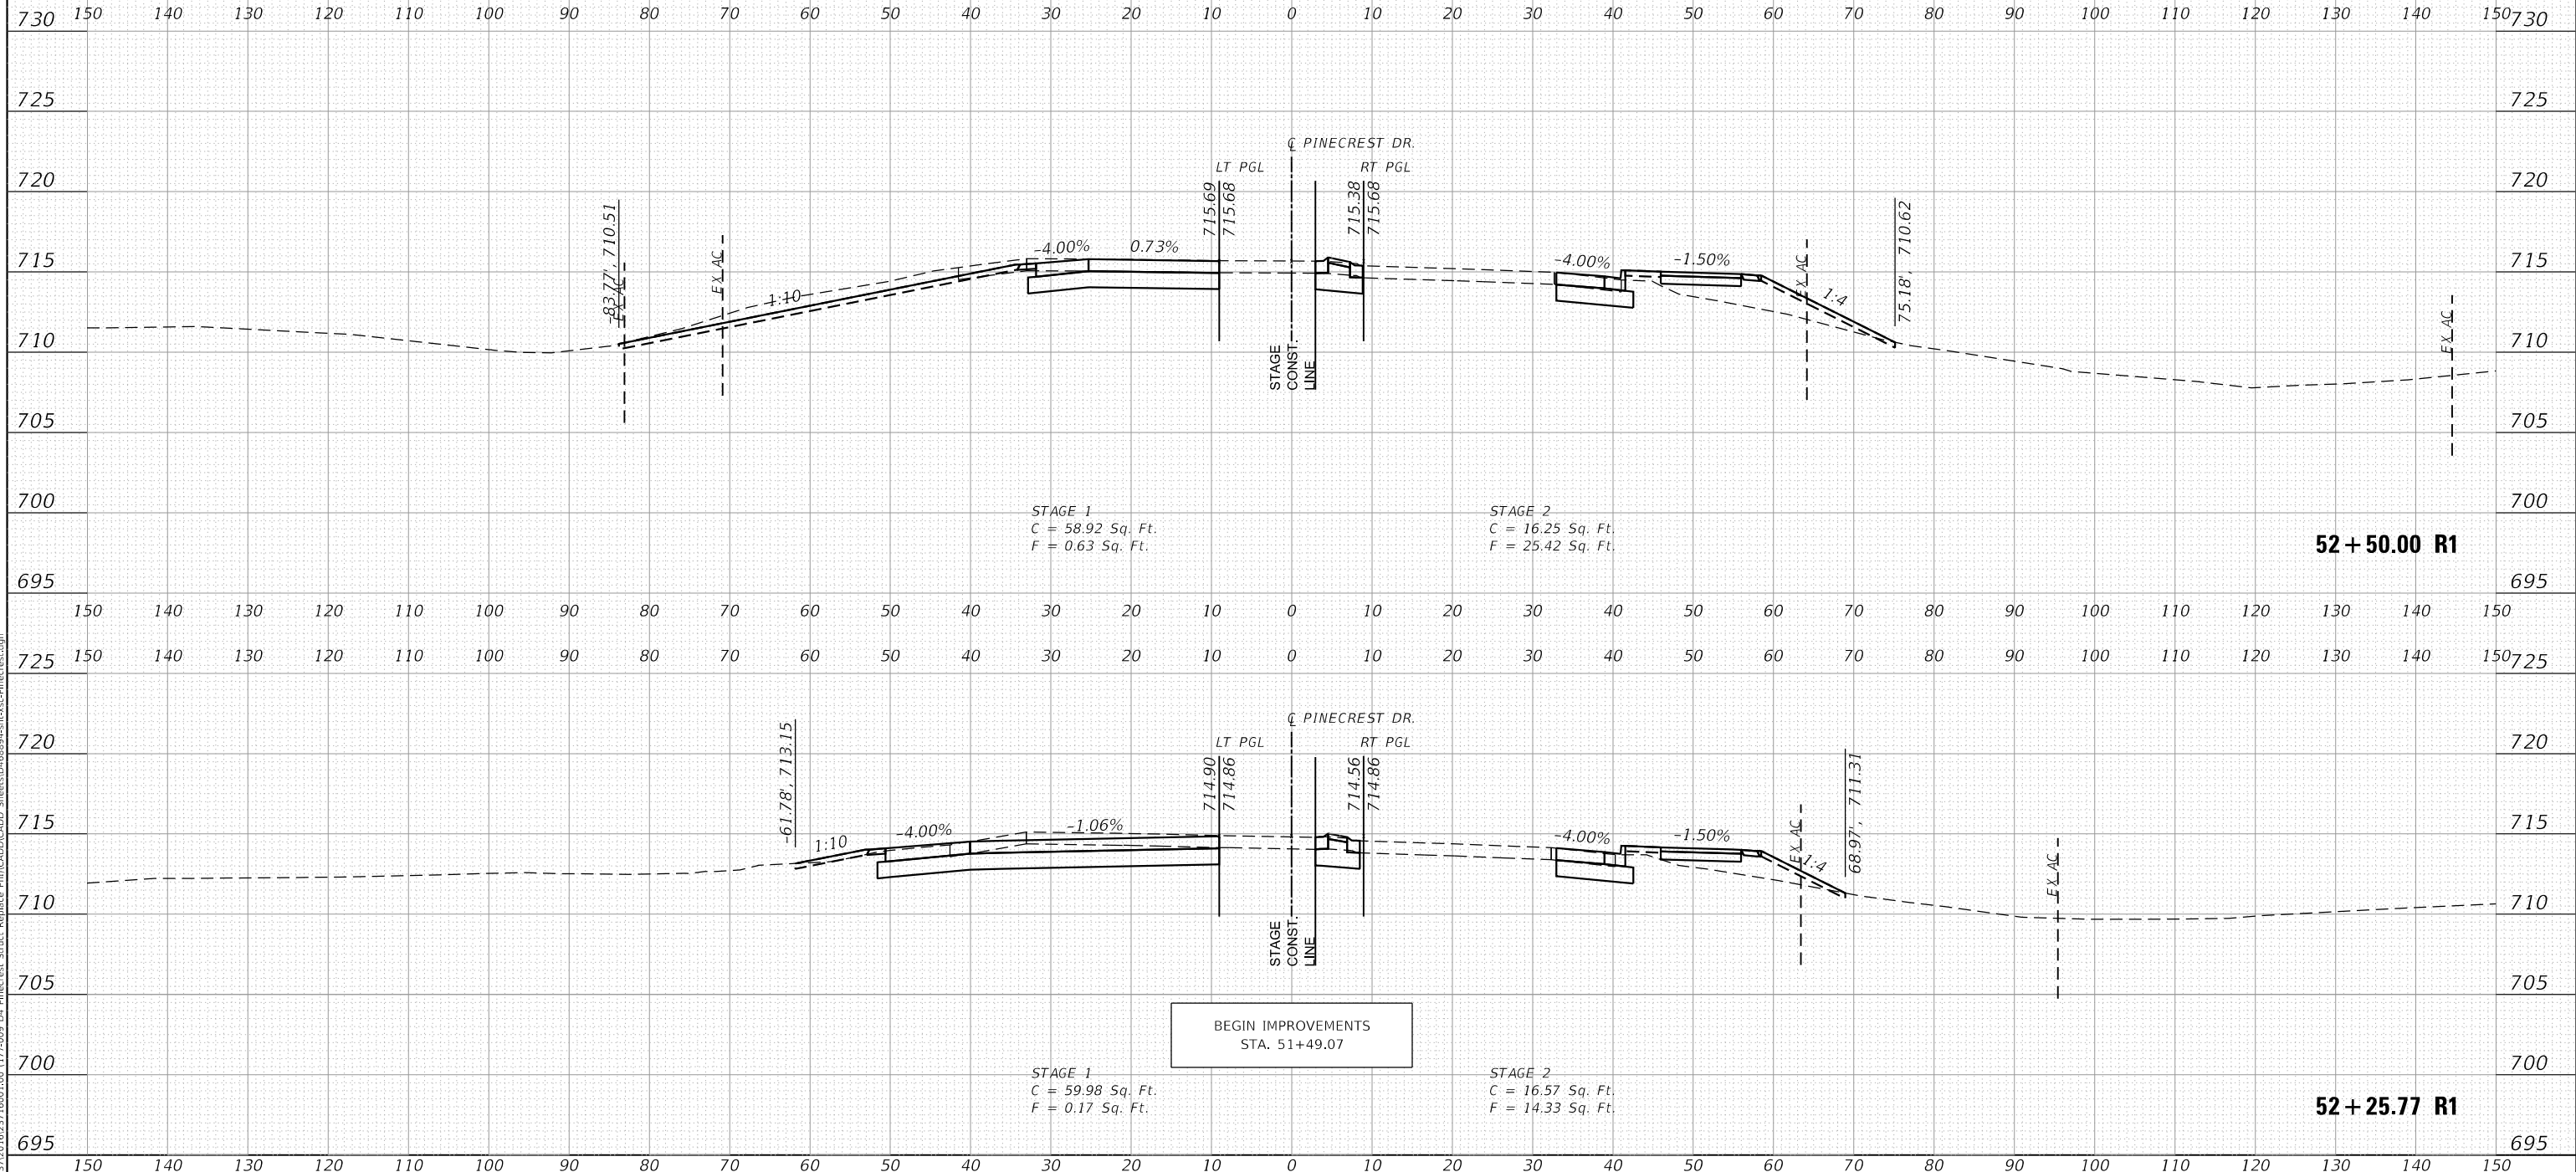 150 140 130 120 110 100 90 80 70 60 50 40 30 20 10 0 10 20 30 40 50 60 70 80 90 100 110 120 130 140 150
730 730
725 725
℄ PINECREST DR.
LT PGL RT PGL
720 720
715.69
715.68
715.38
715.68
-83.77', 710.51
75.18', 710.62
EX AC
EX AC
EX AC
EX AC
-4.00% 0.73% -4.00% -1.50%
715 715
1:10 1:4
710 710
STAGE
CONST.
LINE
705 705
700 700
STAGE 1
C = 58.92 Sq. Ft.
F = 0.63 Sq. Ft.
STAGE 2
C = 16.25 Sq. Ft.
F = 25.42 Sq. Ft.
52+50.00 R1
695 695
150 140 130 120 110 100 90 80 70 60 50 40 30 20 10 0 10 20 30 40 50 60 70 80 90 100 110 120 130 140 150
150 140 130 120 110 100 90 80 70 60 50 40 30 20 10 0 10 20 30 40 50 60 70 80 90 100 110 120 130 140 150
725 725
℄ PINECREST DR.
LT PGL RT PGL
720 720
-61.78', 713.15
714.90
714.86
714.56
714.86
68.97', 711.31
EX AC
EX AC
715 715
1:10 -4.00% -1.06% -4.00% -1.50% 1:4
710 710
STAGE
CONST.
LINE
705 705
BEGIN IMPROVEMENTS
STA. 51+49.07
700 700
STAGE 1
C = 59.98 Sq. Ft.
F = 0.17 Sq. Ft.
STAGE 2
C = 16.57 Sq. Ft.
F = 14.33 Sq. Ft.
52+25.77 R1
695 695
150 140 130 120 110 100 90 80 70 60 50 40 30 20 10 0 10 20 30 40 50 60 70 80 90 100 110 120 130 140 150